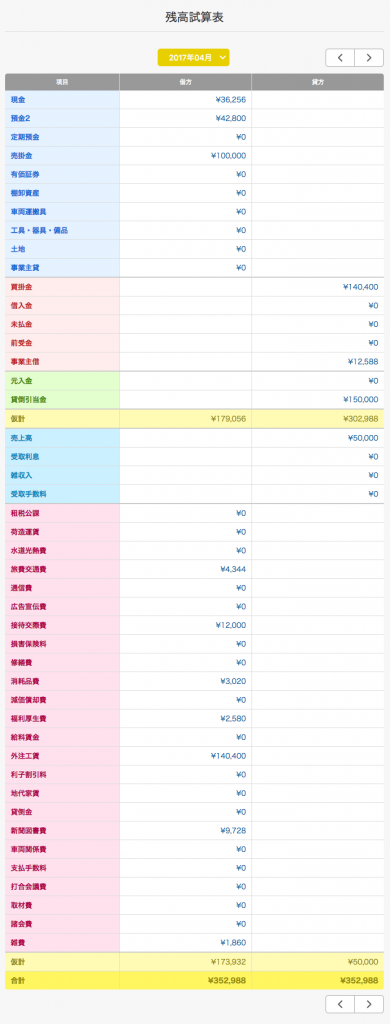 残高試算表
2017年04月
項目 借方 貸方
現金 ¥36,256
預金2 ¥42,800
定期預金 ¥0
売掛金 ¥100,000
有価証券 ¥0
棚卸資産 ¥0
車両運搬具 ¥0
工具・器具・備品 ¥0
土地 ¥0
事業主貸 ¥0
買掛金 ¥140,400
借入金 ¥0
未払金 ¥0
前受金 ¥0
事業主借 ¥12,588
元入金 ¥0
貸倒引当金 ¥150,000
仮計 ¥179,056 ¥302,988
売上高 ¥50,000
受取利息 ¥0
雑収入 ¥0
受取手数料 ¥0
租税公課 ¥0
荷造運賃 ¥0
水道光熱費 ¥0
旅費交通費 ¥4,344
通信費 ¥0
広告宣伝費 ¥0
接待交際費 ¥12,000
損害保険料 ¥0
修繕費 ¥0
消耗品費 ¥3,020
減価償却費 ¥0
福利厚生費 ¥2,580
給料賃金 ¥0
外注工賃 ¥140,400
利子割引料 ¥0
地代家賃 ¥0
貸倒金 ¥0
新聞図書費 ¥9,728
車両関係費 ¥0
支払手数料 ¥0
打合会議費 ¥0
取材費 ¥0
諸会費 ¥0
雑費 ¥1,860
仮計 ¥173,932 ¥50,000
合計 ¥352,988 ¥352,988